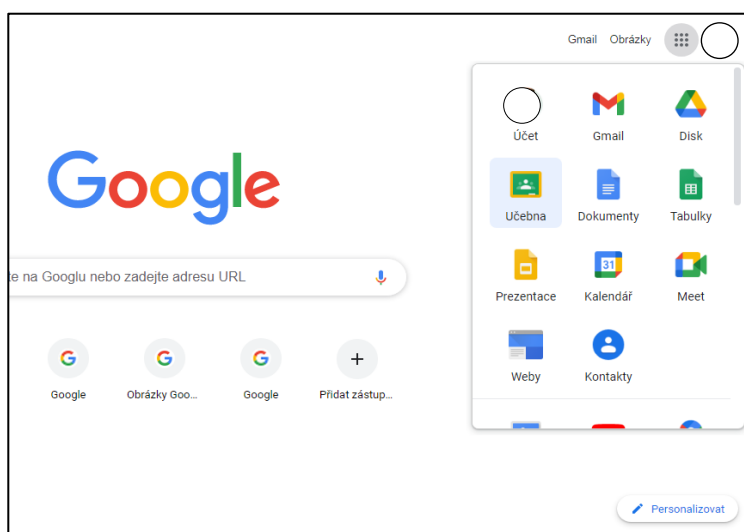 Gmail Obrázky
Účet Gmail Disk
Google
Učebna Dokumenty Tabulky
te na Googlu nebo zadejte adresu URL
31
Prezentace Kalendář Meet
G G G
Google Obrázky Goo... Google Přidat zástup...
Weby Kontakty
Personalizovat